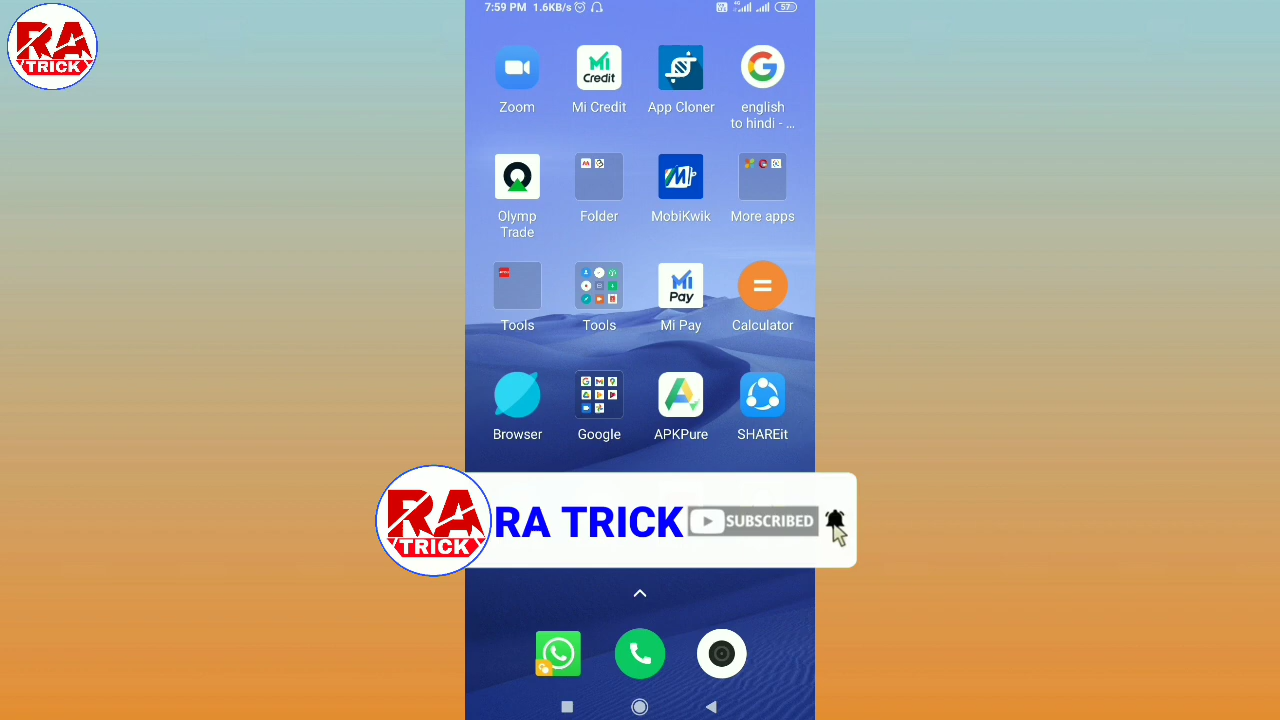 RA
TRICK
7:59 PM 1.6KB/s
4G
57
Mi
Credit
Zoom
Mi Credit
App Cloner
english
to hindi - ...
Olymp
Trade
Folder
MobiKwik
More apps
Mi
Pay
Tools
Tools
Mi Pay
Calculator
Browser
Google
APKPure
SHAREit
RA
TRICK
RA TRICK
SUBSCRIBED